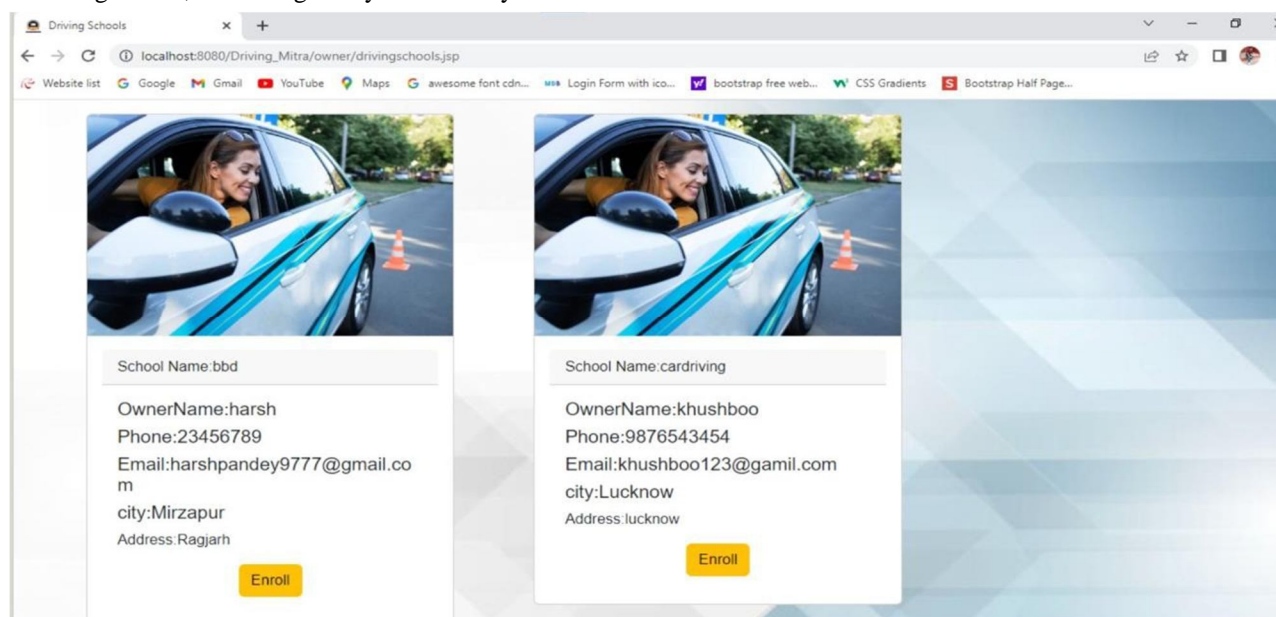 Driving Schools
localhost:8080/Driving_Mitra/owner/drivingschools.jsp
Website list Google Gmail YouTube Maps awesome font cdn... Login Form with ico... bootstrap free web... CSS Gradients Bootstrap Half Page...
School Name:bbd
OwnerName:harsh
Phone:23456789
Email:harshpandey9777@gmail.co
m
city:Mirzapur
Address:Ragjarh
Enroll
School Name:cardriving
OwnerName:khushboo
Phone:9876543454
Email:khushboo123@gamil.com
city:Lucknow
Address:lucknow
Enroll